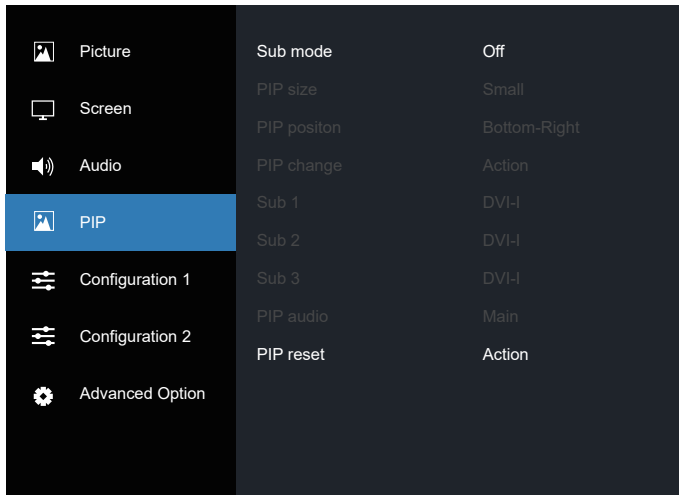 Picture
Screen
Audio
PIP
Configuration 1
Configuration 2
Advanced Option
Sub mode Off
PIP size Small
PIP positon Bottom-Right
PIP change Action
Sub 1 DVI-I
Sub 2 DVI-I
Sub 3 DVI-I
PIP audio Main
PIP reset Action